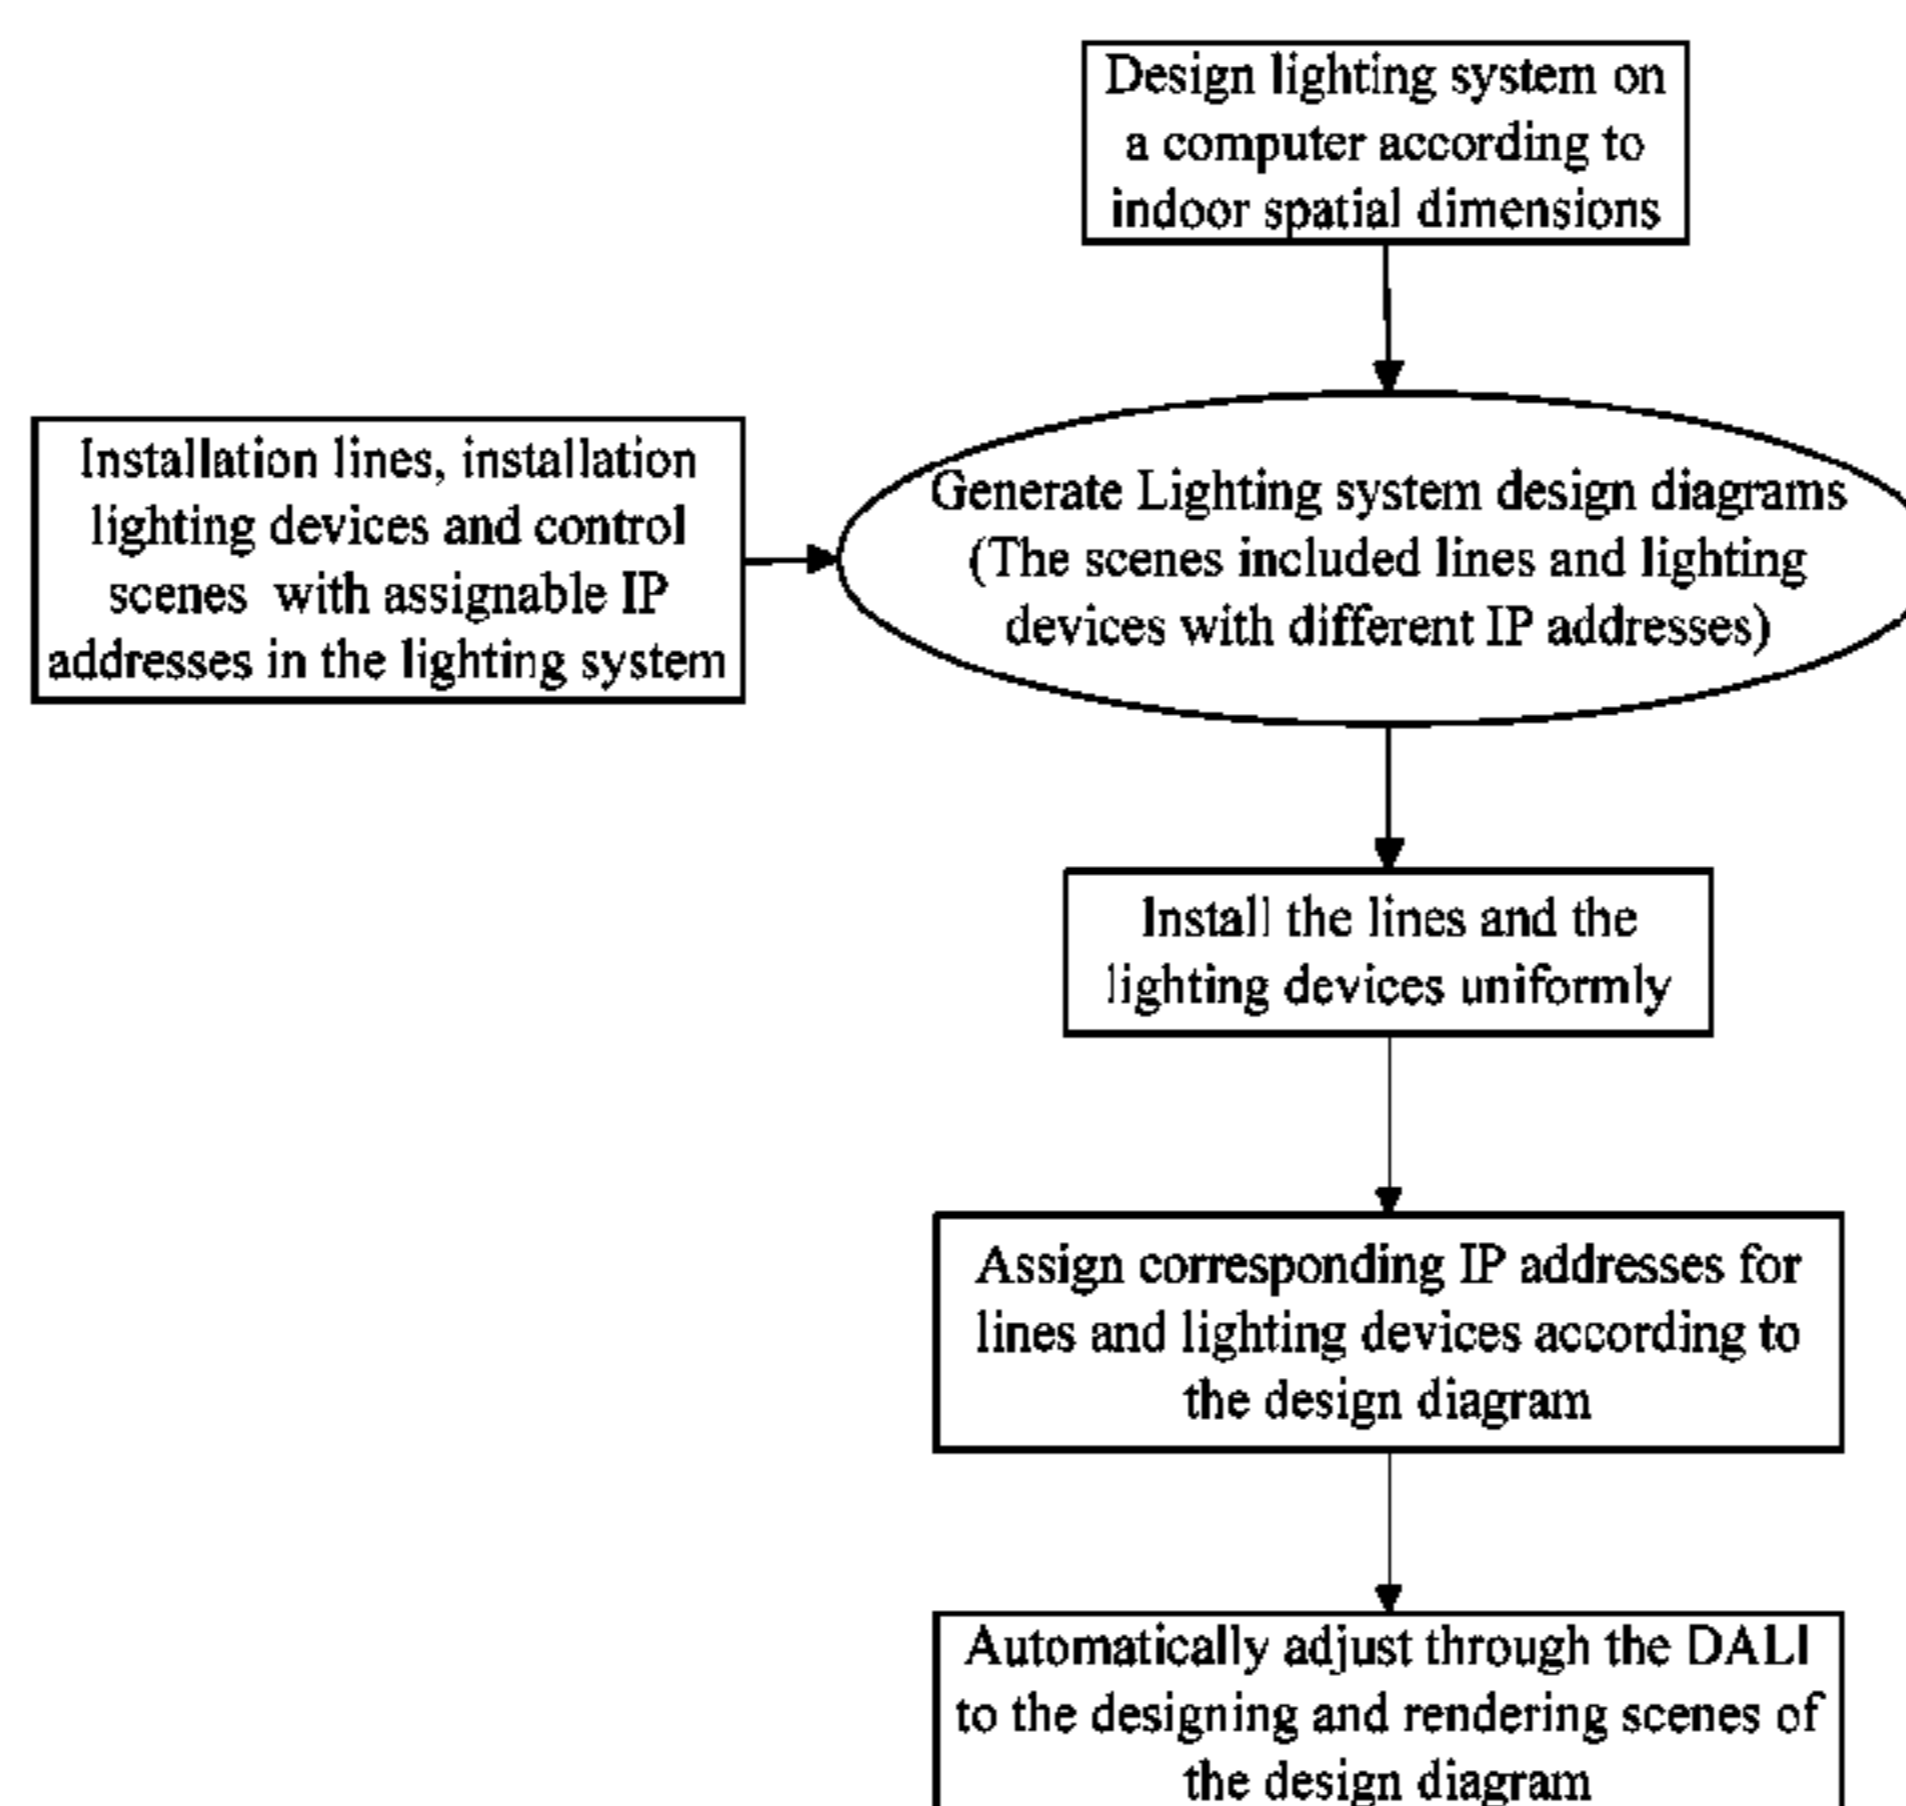 Design lighting system on
a computer according to
indoor spatial dimensions
Installation lines, installation
lighting devices and control
scenes with assignable IP
addresses in the lighting system
Generate Lighting system design diagrams
(The scenes included lines and lighting
devices with different IP addresses)
Install the lines and the
lighting devices uniformly
Assign corresponding IP addresses for
lines and lighting devices according to
the design diagram
Automatically adjust through the DALI
to the designing and rendering scenes of
the design diagram